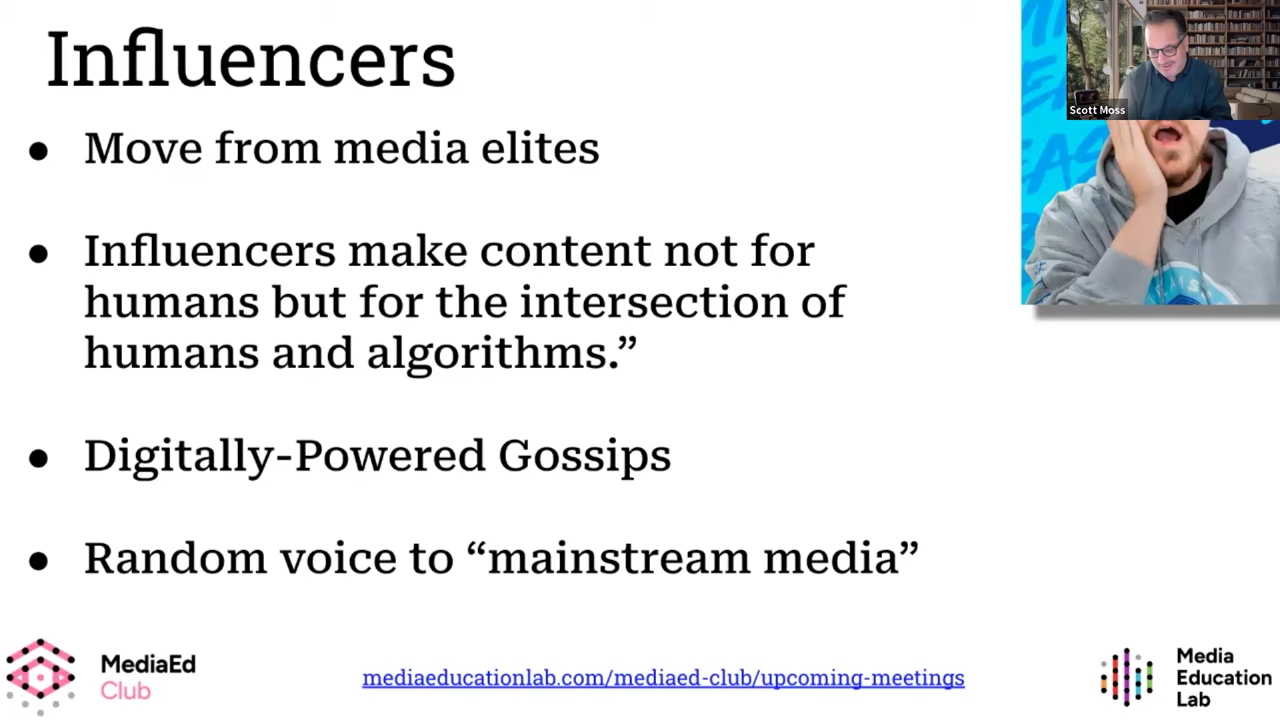 Influencers
Scott Moss
● Move from media elites
● Influencers make content not for
humans but for the intersection of
humans and algorithms.”
● Digitally-Powered Gossips
● Random voice to “mainstream media”
MediaEd
Club
mediaeducationlab.com/mediaed-club/upcoming-meetings
Media
Education
Lab